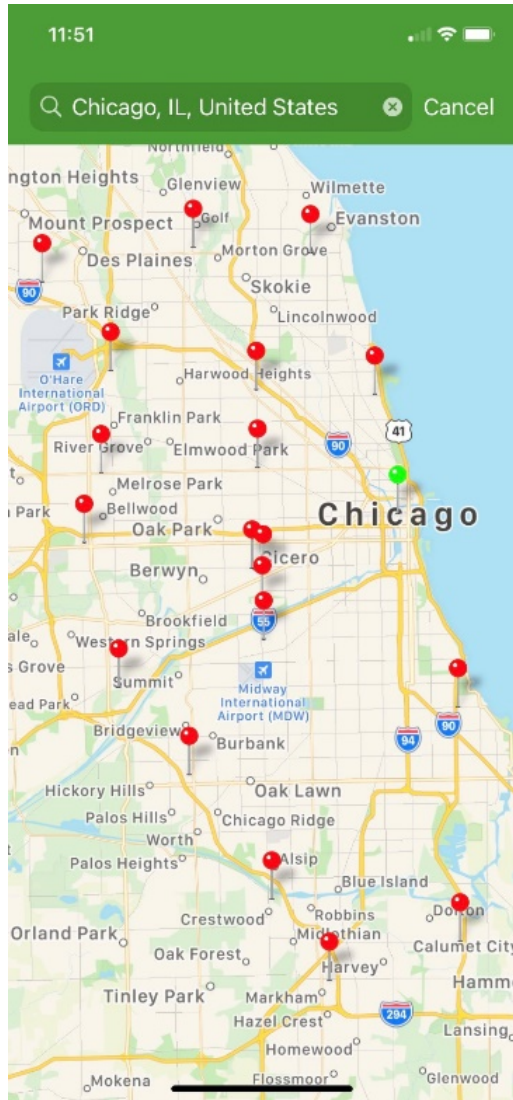 11:51
Chicago, IL, United States
Cancel
Northfield
Glenview
Wilmette
Mount Prospect
Golf
Evanston
Des Plaines
Morton Grove
Skokie
Park Ridge
Lincolnwood
90
O'Hare
International
Airport (ORD)
Harwood Heights
Franklin Park
41
River Grove
Elmwood Park
90
Melrose Park
Bellwood
Park
Oak Park
Chicago
Cicero
Berwyn
Brookfield
55
Western Springs
Grove
Summit
Midway
International
Airport (MDW)
Bridgeview
Burbank
94
90
Hickory Hills
Oak Lawn
Palos Hills
Chicago Ridge
Worth
Palos Heights
Alsip
Blue Island
Crestwood
Robbins
Dolton
Orland Park
Midlothian
Oak Forest
Calumet City
Harvey
Tinley Park
Markham
Hamm
Hazel Crest
294
Lansing
Homewood
Mokena
Flossmoor
Glenwood